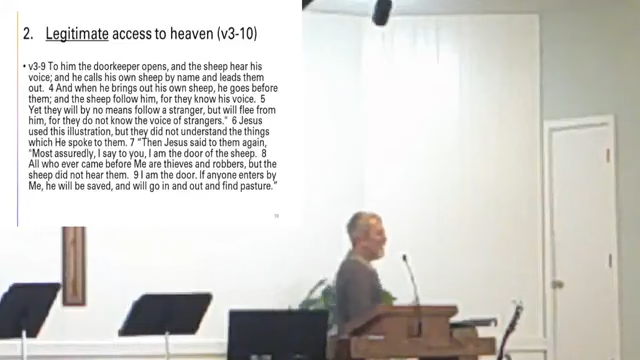 2. Legitimate access to heaven (v3-10)
• v3-9 To him the doorkeeper opens, and the sheep hear his
voice; and he calls his own sheep by name and leads them
out. 4 And when he brings out his own sheep, he goes before
them; and the sheep follow him, for they know his voice. 5
Yet they will by no means follow a stranger, but will flee from
him, for they do not know the voice of strangers." 6 Jesus
used this illustration, but they did not understand the things
which He spoke to them. 7 "Then Jesus said to them again,
"Most assuredly, I say to you, I am the door of the sheep. 8
All who ever came before Me are thieves and robbers, but the
sheep did not hear them. 9 I am the door. If anyone enters by
Me, he will be saved, and will go in and out and find pasture."